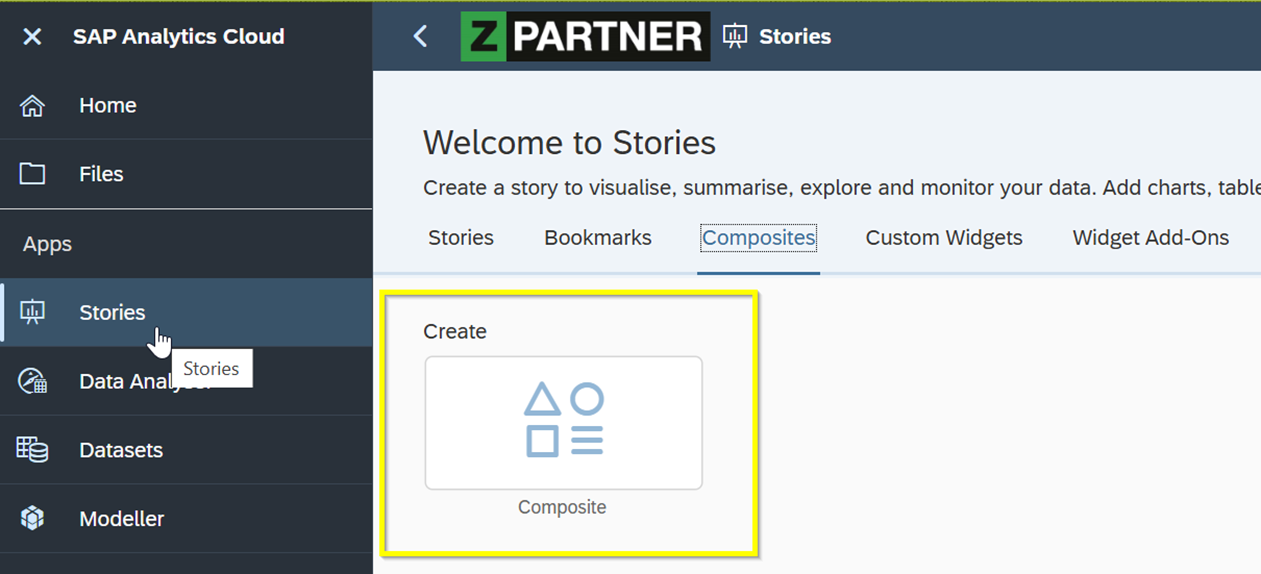 SAP Analytics Cloud
Home
Files
Apps
Stories
Stories
Data Analyser
Datasets
Modeller
Z PARTNER
Stories
Welcome to Stories
Create a story to visualise, summarise, explore and monitor your data. Add charts, table
Stories Bookmarks Composites Custom Widgets Widget Add-Ons
Create
Composite